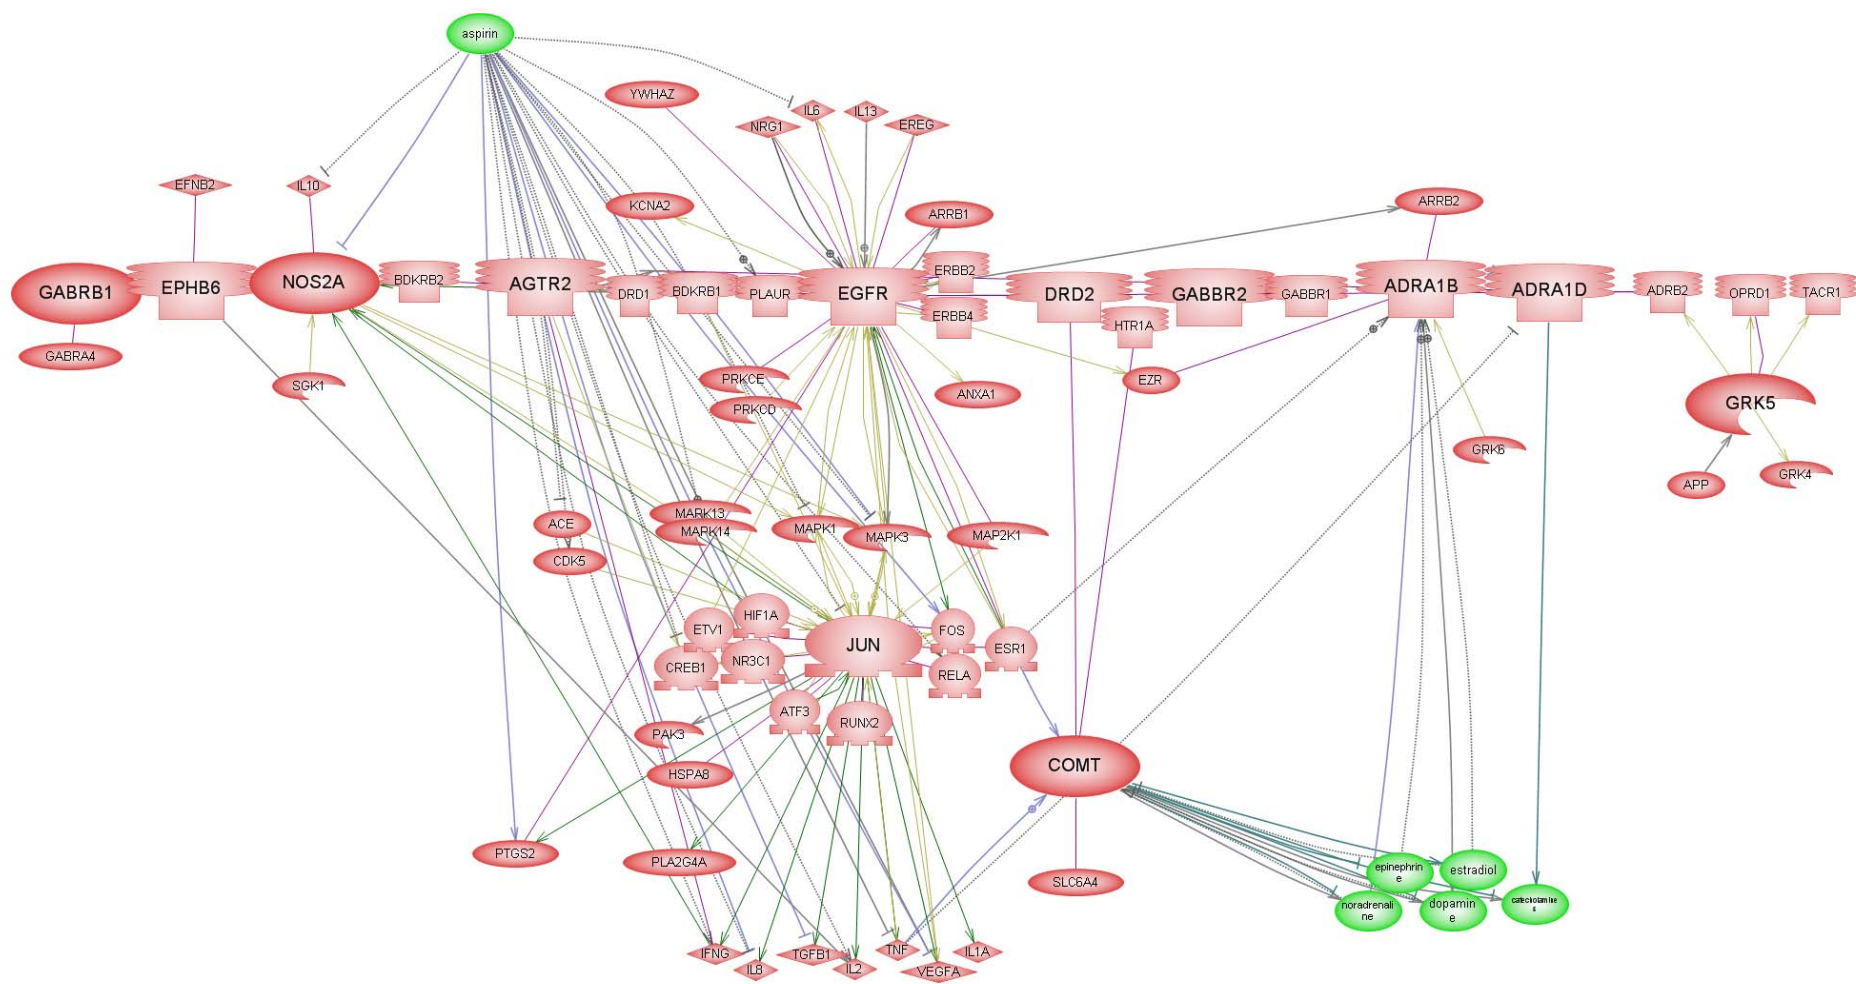 aspirin
YWHAZ
NRG1
IL6
IL13
EREG
EFNB2
IL10
KCNA2
ARRB1
ARRB2
GABRB1
EPHB6
NOS2A
BDKRB2
AGTR2
DRD1
BDKRB1
PLAUR
EGFR
ERBB2
ERBB4
DRD2
HTR1A
GABBR2
GABBR1
ADRA1B
ADRA1D
ADRB2
OPRD1
TACR1
GABRA4
SGK1
PRKCE
PRKCD
ANXA1
EZR
GRK5
GRK6
GRK4
APP
ACE
CDK5
MAPK13
MAPK14
MAPK1
MAPK3
MAP2K1
ETV1
HIF1A
JUN
FOS
ESR1
CREB1
NR3C1
RELA
ATF3
RUNX2
PAK3
HSPA8
COMT
PTGS2
PLA2G4A
SLC6A4
epinephrin
e
estradiol
noradrenali
ne
dopamin
e
catecholamine
s
IFNG
IL8
TGFB1
IL2
TNF
VEGFA
IL1A